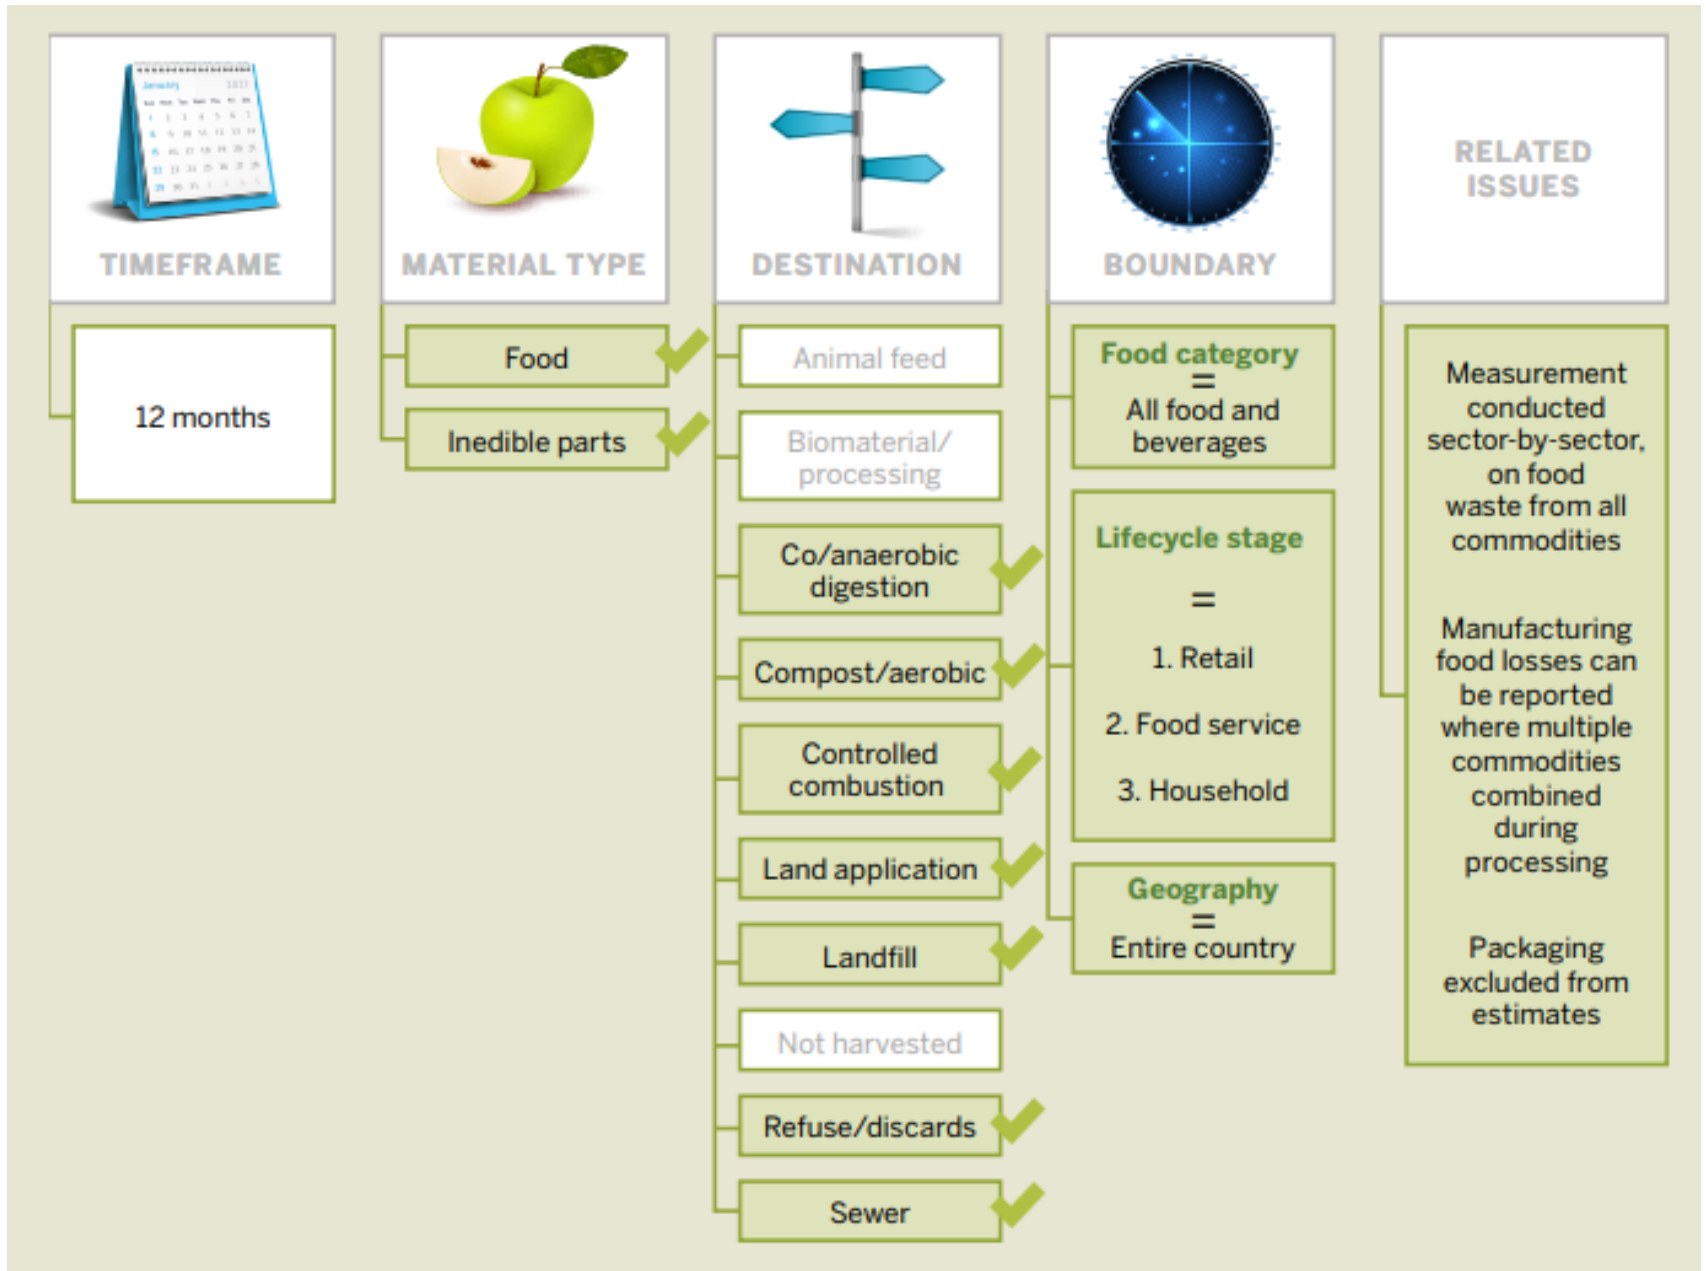 January 2023
TIMEFRAME
12 months
MATERIAL TYPE
Food
Inedible parts
DESTINATION
Animal feed
Biomaterial/
processing
Co/anaerobic
digestion
Compost/aerobic
Controlled
combustion
Land application
Landfill
Not harvested
Refuse/discards
Sewer
BOUNDARY
Food category
=
All food and
beverages
Lifecycle stage
=
1. Retail
2. Food service
3. Household
Geography
=
Entire country
RELATED
ISSUES
Measurement
conducted
sector-by-sector,
on food
waste from all
commodities
Manufacturing
food losses can
be reported
where multiple
commodities
combined
during
processing
Packaging
excluded from
estimates